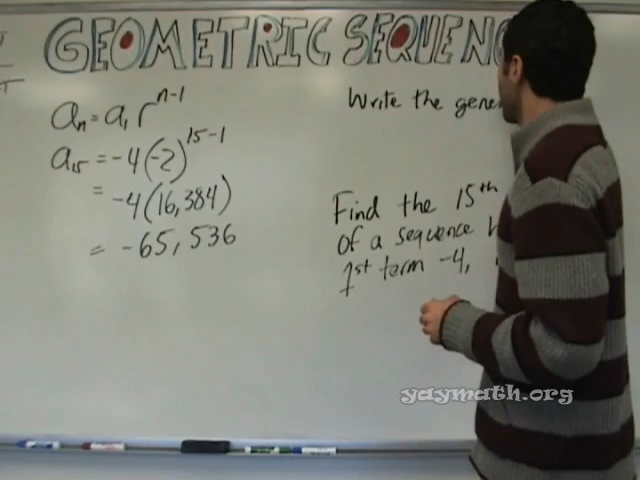 GEOMETRIC SEQUENC
aₙ = a₁ rⁿ⁻¹
a₁₅ = -4(-2)¹⁵⁻¹
= -4(16,384)
= -65,536
Write the gene
Find the 15th
of a sequence
1st term -4,
yaymath.org